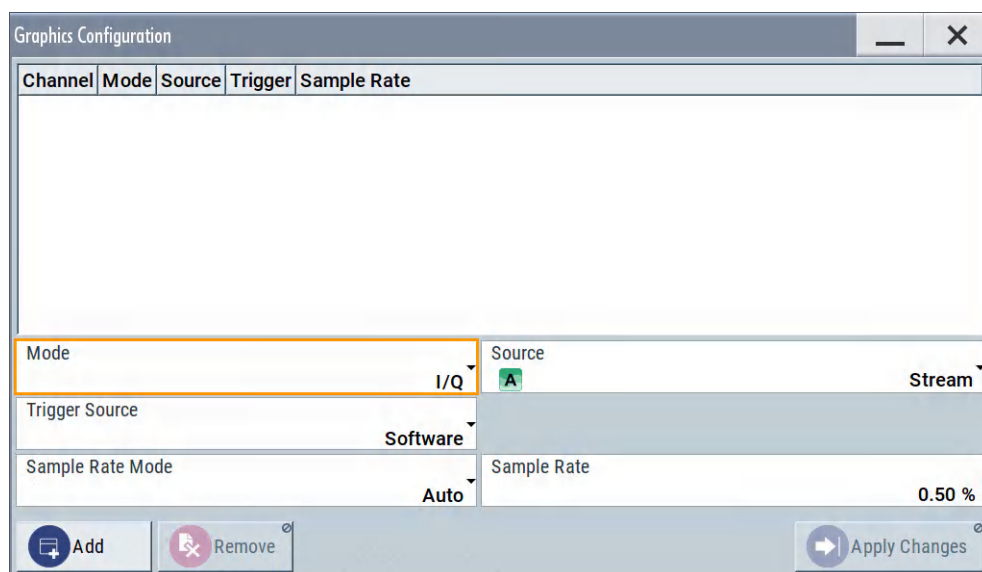 Graphics Configuration
Channel Mode Source Trigger Sample Rate
Mode
I/Q
Source
A Stream
Trigger Source
Software
Sample Rate Mode
Auto
Sample Rate
0.50 %
Add
Remove
Apply Changes